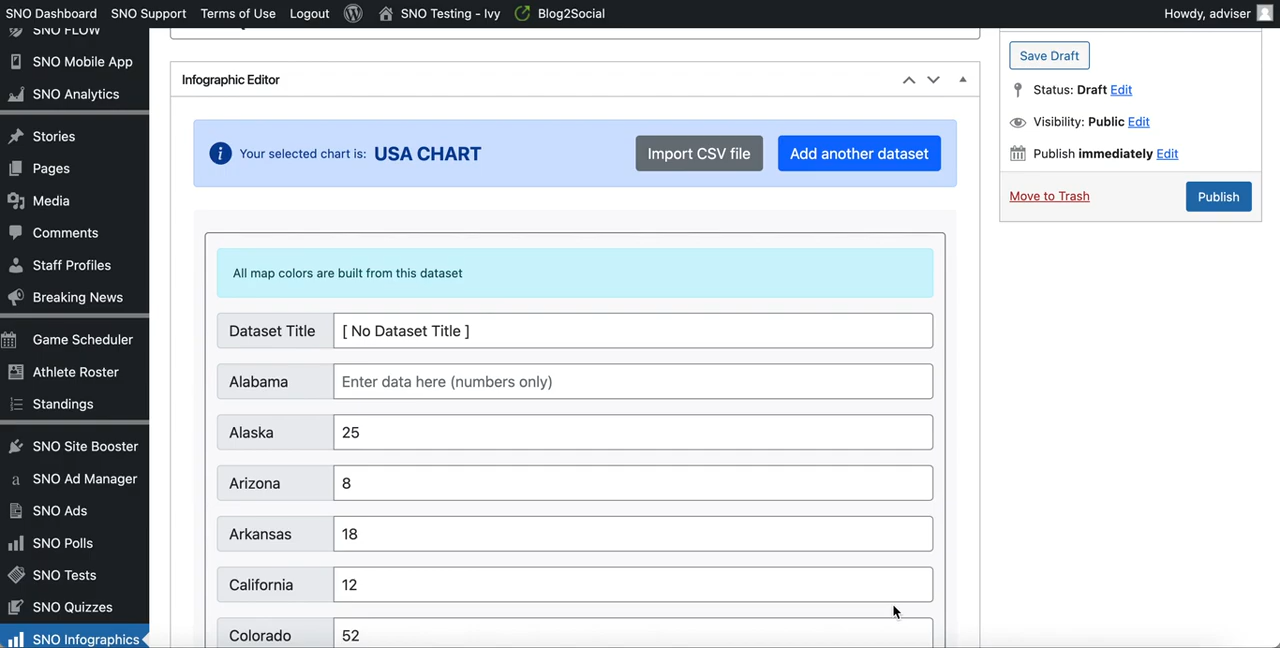 SNO Dashboard SNO Support Terms of Use Logout SNO Testing - Ivy Blog2Social Howdy, adviser
SNO FLOW
SNO Mobile App
SNO Analytics
Stories
Pages
Media
Comments
Staff Profiles
Breaking News
Game Scheduler
Athlete Roster
Standings
SNO Site Booster
SNO Ad Manager
SNO Ads
SNO Polls
SNO Tests
SNO Quizzes
SNO Infographics
Infographic Editor
Your selected chart is: USA CHART Import CSV file Add another dataset
All map colors are built from this dataset
Dataset Title [ No Dataset Title ]
Alabama Enter data here (numbers only)
Alaska 25
Arizona 8
Arkansas 18
California 12
Colorado 52
Save Draft
Status: Draft Edit
Visibility: Public Edit
Publish immediately Edit
Move to Trash Publish